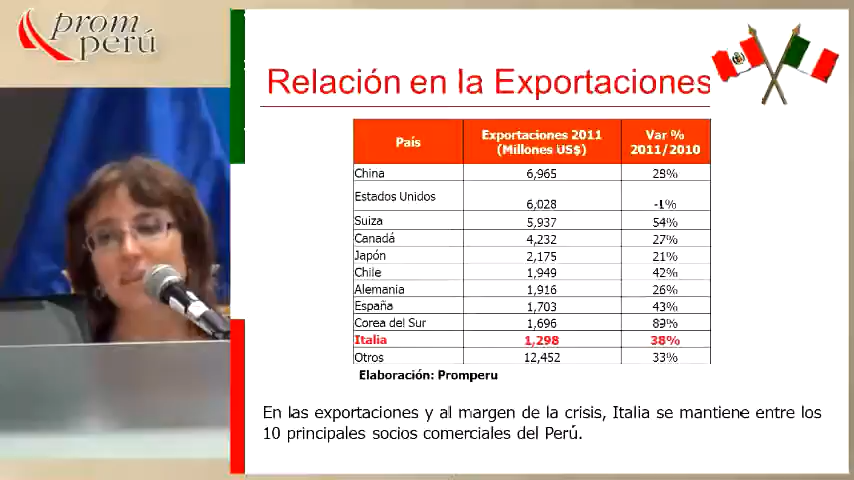 prom
perú
Relación en la Exportaciones
País
Exportaciones 2011
(Millones US$)
Var %
2011/2010
China 6,965 29%
Estados Unidos 6,028 -1%
Suiza 5,937 54%
Canadá 4,232 27%
Japón 2,175 21%
Chile 1,949 42%
Alemania 1,916 26%
España 1,703 43%
Corea del Sur 1,696 89%
Italia 1,298 38%
Otros 12,452 33%
Elaboración: Promperu
En las exportaciones y al margen de la crisis, Italia se mantiene entre los
10 principales socios comerciales del Perú.